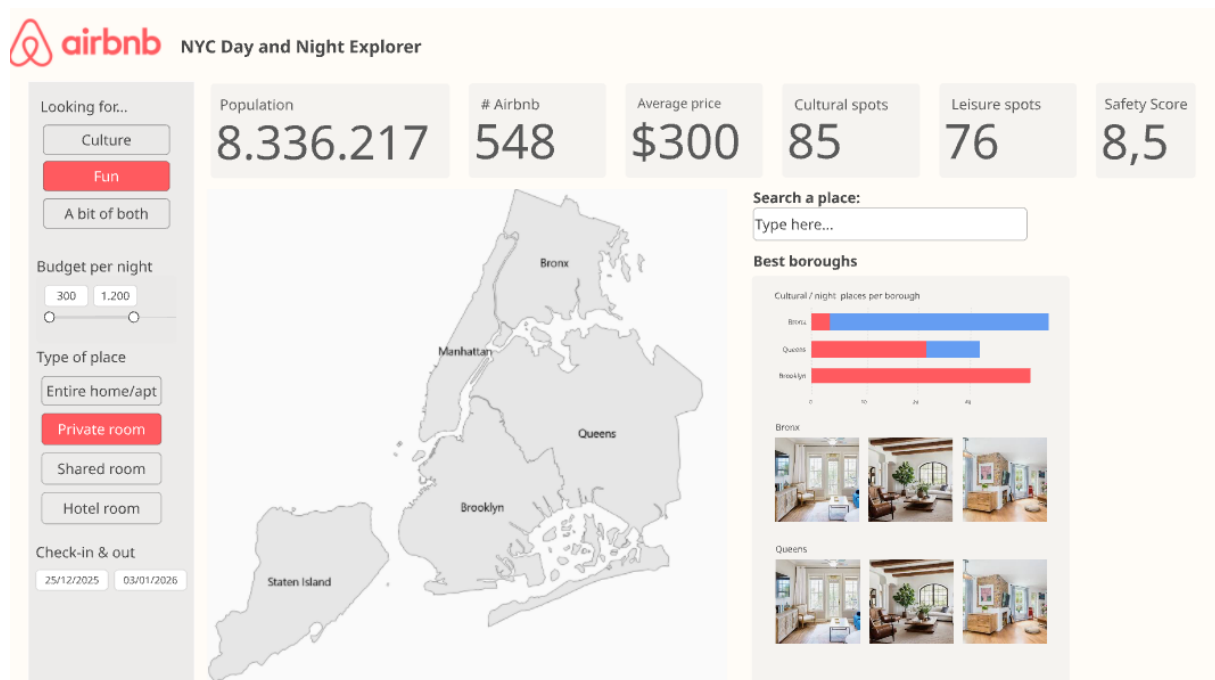 airbnb
NYC Day and Night Explorer
Looking for...
Culture
Fun
A bit of both
Budget per night
300 1.200
Type of place
Entire home/apt
Private room
Shared room
Hotel room
Check-in & out
25/12/2025 03/01/2026
Population
8.336.217
# Airbnb
548
Average price
$300
Cultural spots
85
Leisure spots
76
Safety Score
8,5
Bronx
Manhattan
Queens
Brooklyn
Staten Island
Search a place:
Type here...
Best boroughs
Cultural / night places per borough
Bronx
Queens
Brooklyn
0 10
Bronx
Queens